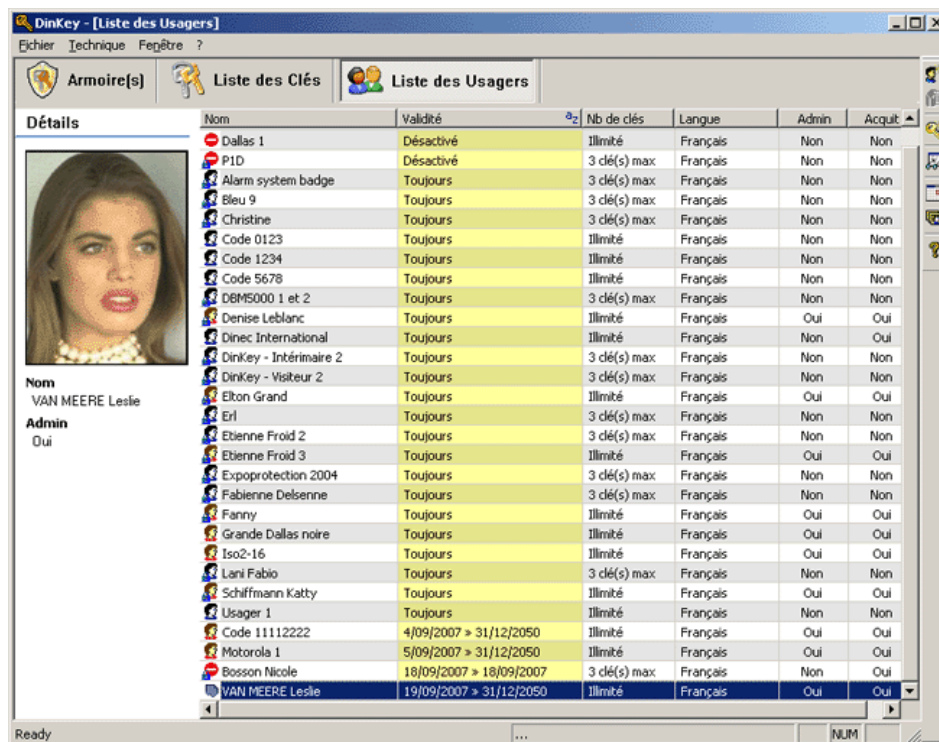 DinKey - [Liste des Usagers]
Fichier Technique Fenêtre ?
Armoire(s) Liste des Clés Liste des Usagers
Détails
Nom
VAN MEERE Leslie
Admin
Oui
Nom Validité az Nb de clés Langue Admin Acquit
Dallas 1 Désactivé Illimité Français Non Non
P1D Désactivé 3 clé(s) max Français Non Non
Alarm system badge Toujours 3 clé(s) max Français Non Non
Bleu 9 Toujours 3 clé(s) max Français Non Non
Christine Toujours 3 clé(s) max Français Non Non
Code 0123 Toujours Illimité Français Non Non
Code 1234 Toujours Illimité Français Non Non
Code 5678 Toujours Illimité Français Non Non
DBM5000 1 et 2 Toujours 3 clé(s) max Français Non Non
Denise Leblanc Toujours Illimité Français Oui Oui
Dinec International Toujours Illimité Français Non Oui
DinKey - Intérimaire 2 Toujours 3 clé(s) max Français Non Non
DinKey - Visiteur 2 Toujours 3 clé(s) max Français Non Non
Elton Grand Toujours Illimité Français Oui Oui
Erl Toujours 3 clé(s) max Français Non Non
Etienne Froid 2 Toujours 3 clé(s) max Français Non Non
Etienne Froid 3 Toujours Illimité Français Oui Oui
Expoprotection 2004 Toujours 3 clé(s) max Français Non Non
Fabienne Delsenne Toujours 3 clé(s) max Français Non Non
Fanny Toujours Illimité Français Oui Oui
Grande Dallas noire Toujours Illimité Français Oui Oui
Iso2-16 Toujours Illimité Français Oui Oui
Lani Fabio Toujours 3 clé(s) max Français Non Non
Schiffmann Katty Toujours Illimité Français Oui Oui
Usager 1 Toujours Illimité Français Non Non
Code 11112222 4/09/2007 » 31/12/2050 Illimité Français Oui Oui
Motorola 1 5/09/2007 » 31/12/2050 Illimité Français Oui Oui
Bosson Nicole 18/09/2007 » 18/09/2007 3 clé(s) max Français Non Oui
VAN MEERE Leslie 19/09/2007 » 31/12/2050 Illimité Français Oui Oui
Ready ... NUM